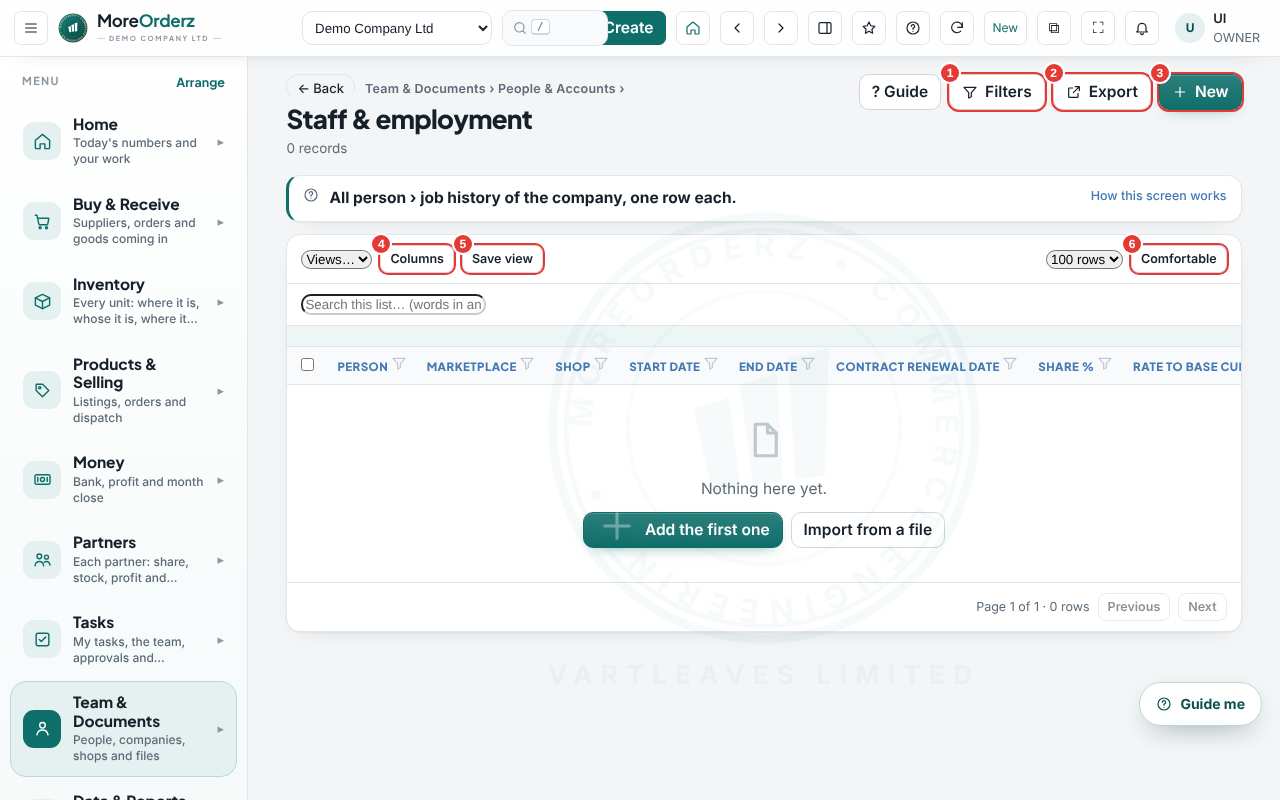 MoreOrderz
— DEMO COMPANY LTD —
Demo Company Ltd
/
Create
New
U
UI
OWNER
MENU
Arrange
Home
Today's numbers and
your work
Buy & Receive
Suppliers, orders and
goods coming in
Inventory
Every unit: where it is,
whose it is, where it...
Products &
Selling
Listings, orders and
dispatch
Money
Bank, profit and month
close
Partners
Each partner: share,
stock, profit and...
Tasks
My tasks, the team,
approvals and...
Team &
Documents
People, companies,
shops and files
Data & Reports
← Back
Team & Documents › People & Accounts ›
Staff & employment
0 records
? Guide
1
Filters
2
Export
3
+ New
All person › job history of the company, one row each.
How this screen works
Views...
4
Columns
5
Save view
100 rows
6
Comfortable
Search this list... (words in an
PERSON
MARKETPLACE
SHOP
START DATE
END DATE
CONTRACT RENEWAL DATE
SHARE %
RATE TO BASE CU
Nothing here yet.
Add the first one
Import from a file
Page 1 of 1 · 0 rows
Previous
Next
MOREORDERZ • COMMERCE ENGINEERIN
VARTLEAVES LIMITED
Guide me